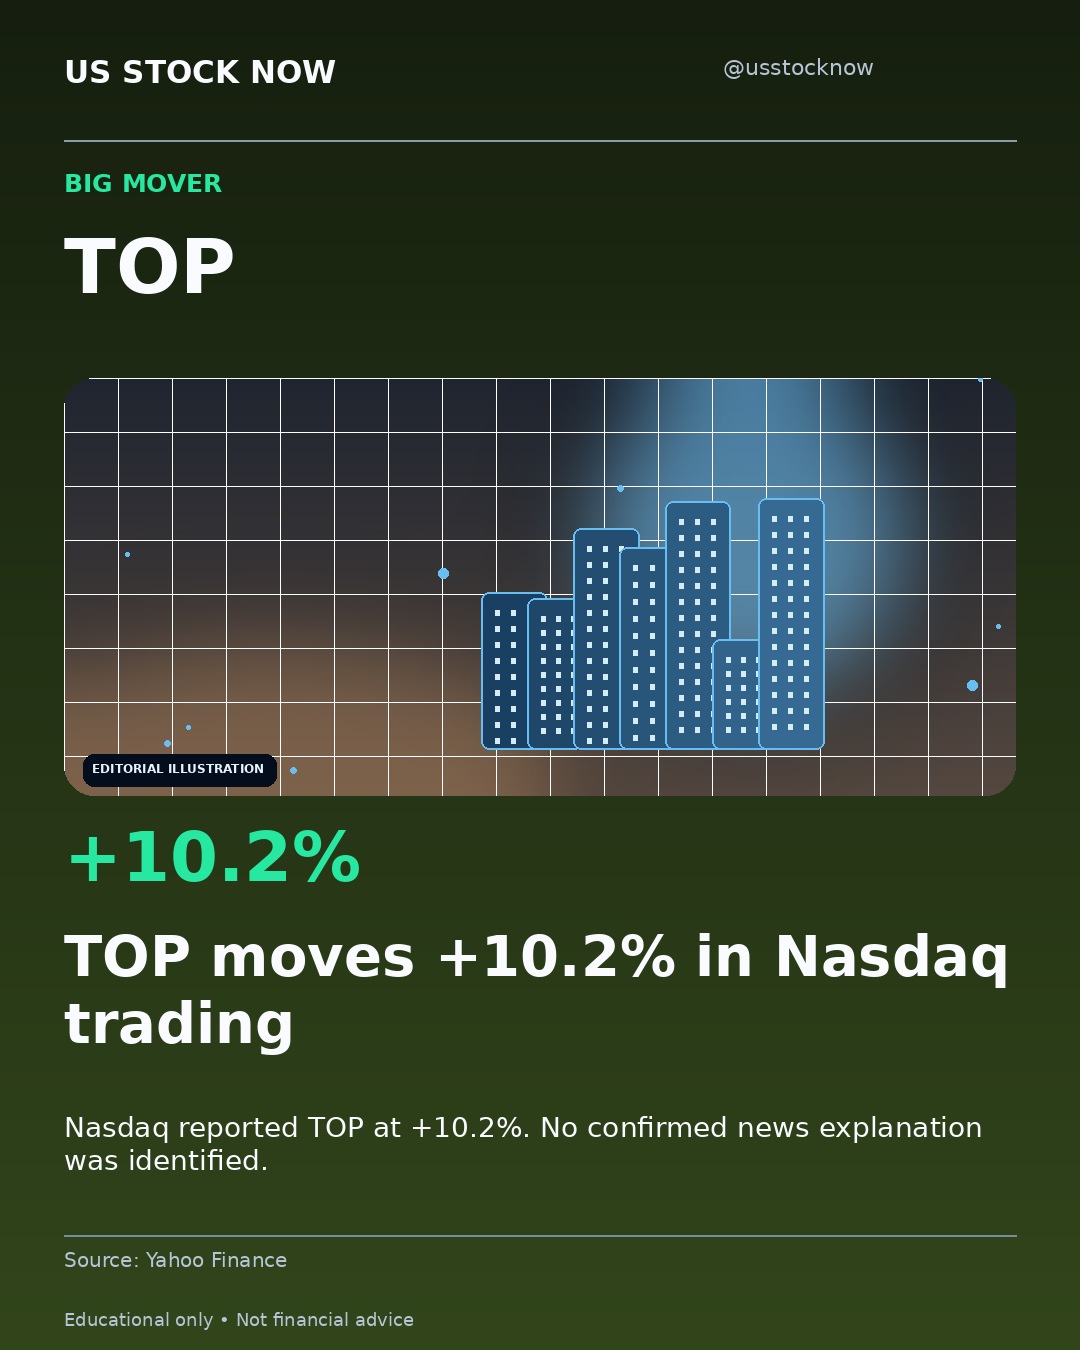 US STOCK NOW
@usstocknow
BIG MOVER
TOP
EDITORIAL ILLUSTRATION
+10.2%
TOP moves +10.2% in Nasdaq
trading
Nasdaq reported TOP at +10.2%. No confirmed news explanation
was identified.
Source: Yahoo Finance
Educational only • Not financial advice